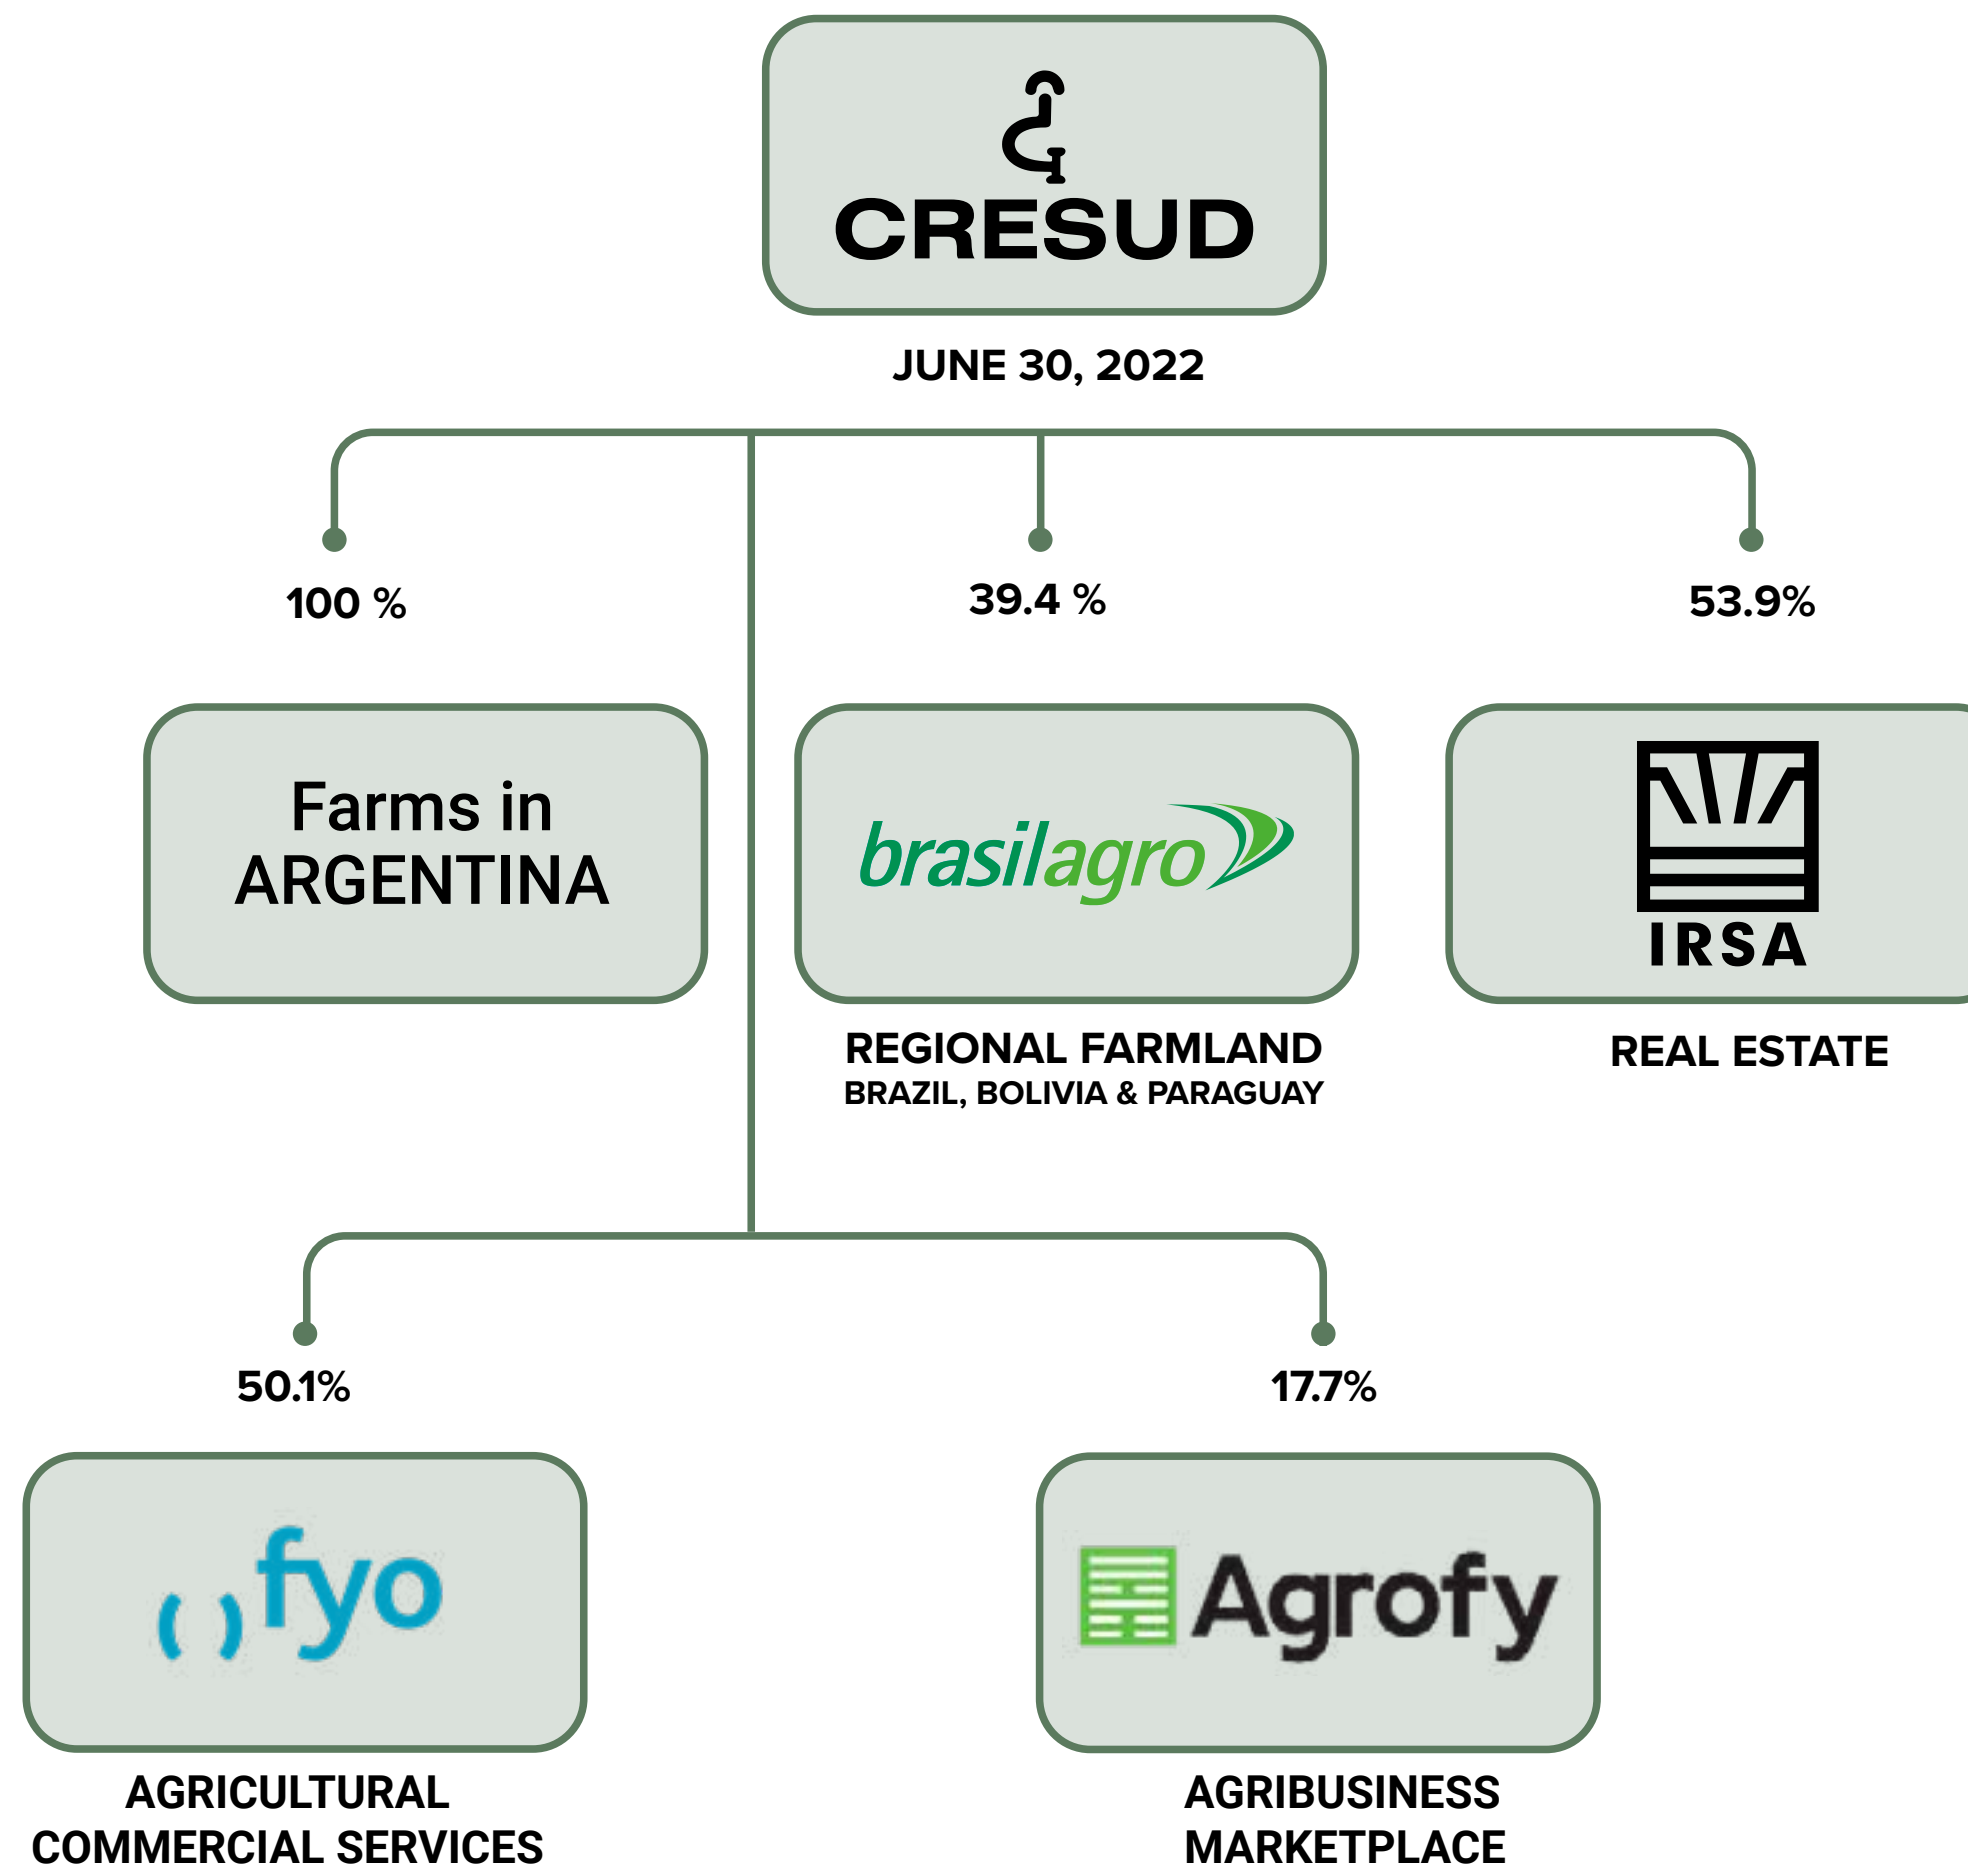 CRESUD
JUNE 30, 2022
100 %
39.4 %
53.9%
Farms in
ARGENTINA
brasilagro
IRSA
REGIONAL FARMLAND
BRAZIL, BOLIVIA & PARAGUAY
REAL ESTATE
50.1%
17.7%
fyo
Agrofy
AGRICULTURAL
COMMERCIAL SERVICES
AGRIBUSINESS
MARKETPLACE